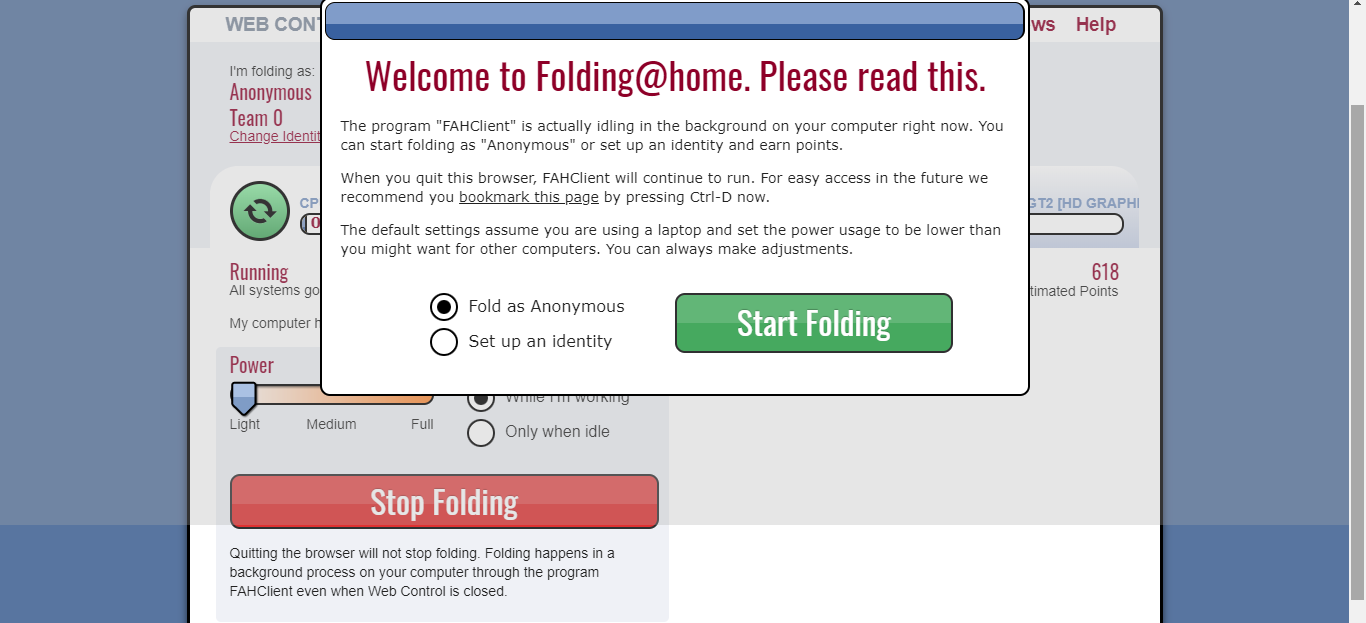 WEB CON
ws Help
Welcome to Folding@home. Please read this.
I'm folding as:
Anonymous
Team 0
Change Identit
The program "FAHClient" is actually idling in the background on your computer right now. You
can start folding as "Anonymous" or set up an identity and earn points.
When you quit this browser, FAHClient will continue to run. For easy access in the future we
recommend you bookmark this page by pressing Ctrl-D now.
The default settings assume you are using a laptop and set the power usage to be lower than
you might want for other computers. You can always make adjustments.
Fold as Anonymous
Set up an identity
Start Folding
CP
0
GT2 [HD GRAPHI
Running
All systems go
My computer h
618
timated Points
Power
Light Medium Full
While I'm working
Only when idle
Stop Folding
Quitting the browser will not stop folding. Folding happens in a
background process on your computer through the program
FAHClient even when Web Control is closed.